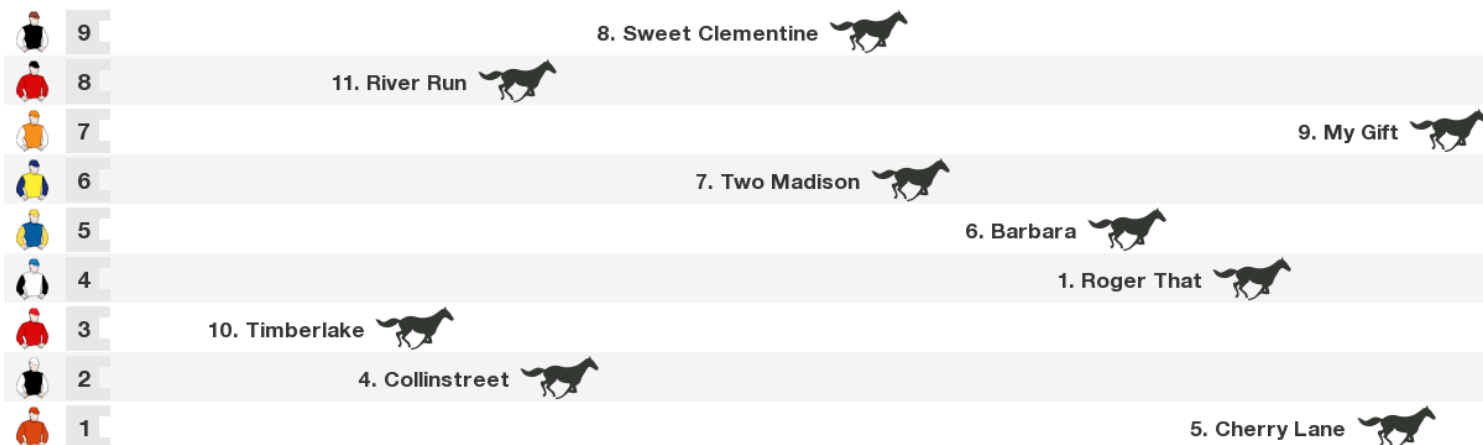 9 8. Sweet Clementine
8 11. River Run
7 9. My Gift
6 7. Two Madison
5 6. Barbara
4 1. Roger That
3 10. Timberlake
2 4. Collinstreet
1 5. Cherry Lane